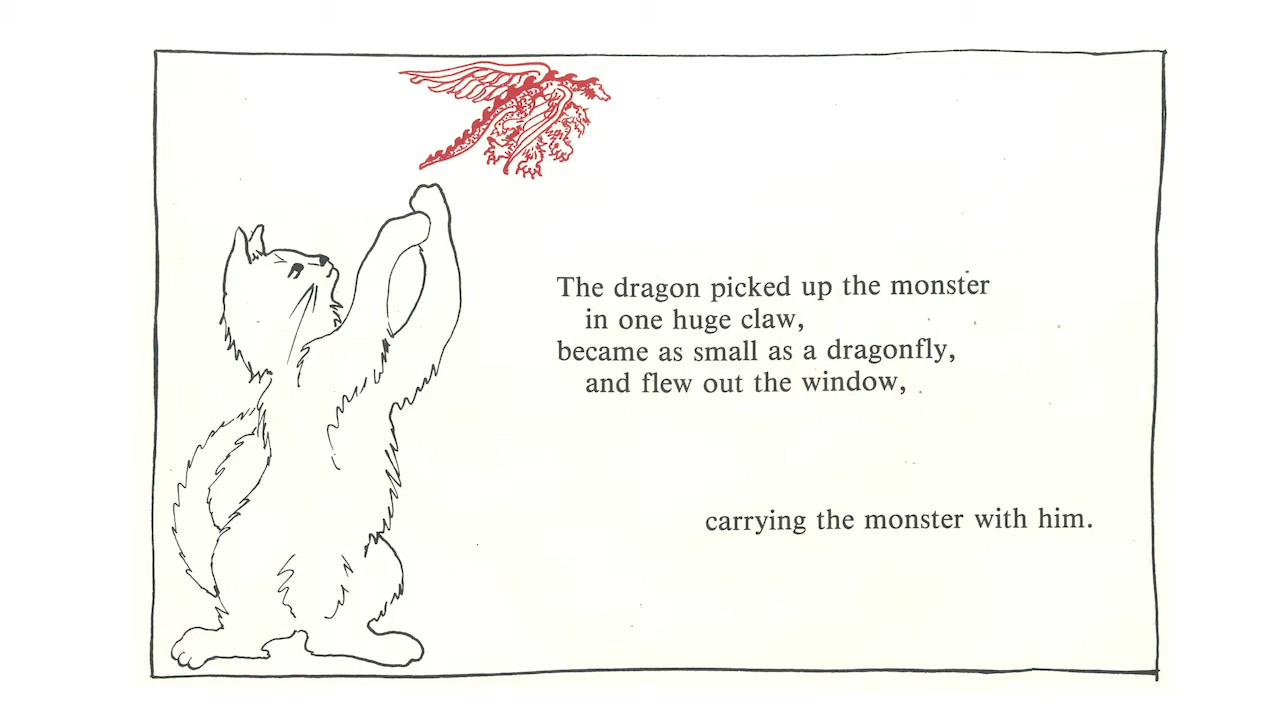 The dragon picked up the monster
in one huge claw,
became as small as a dragonfly,
and flew out the window,
carrying the monster with him.